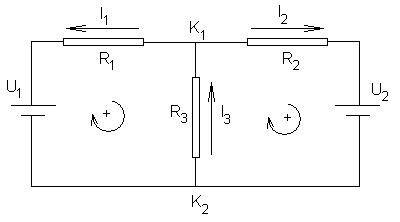 I1 K1 I2
R1 R2
U1 + R3 I3 + U2
K2